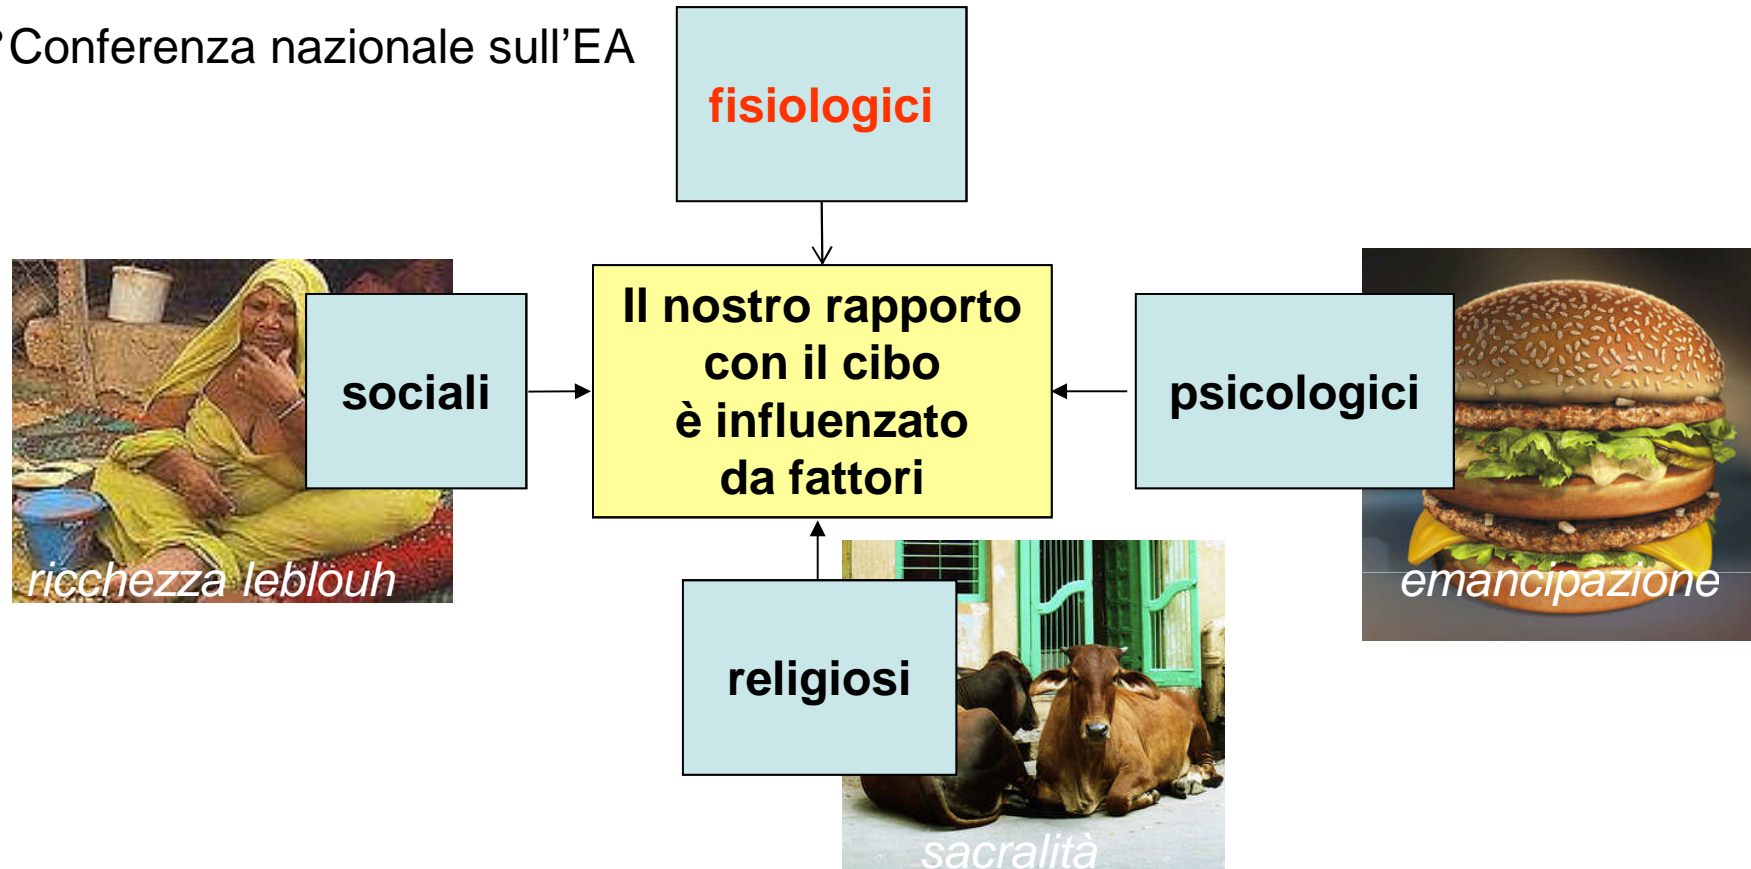 °Conferenza nazionale sull'EA
fisiologici
Il nostro rapporto
con il cibo
è influenzato
da fattori
sociali
psicologici
ricchezza leblouh
emancipazione
religiosi
sacralità